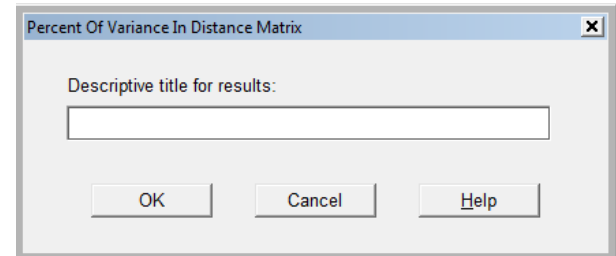 Percent Of Variance In Distance Matrix
Descriptive title for results:
OK Cancel Help